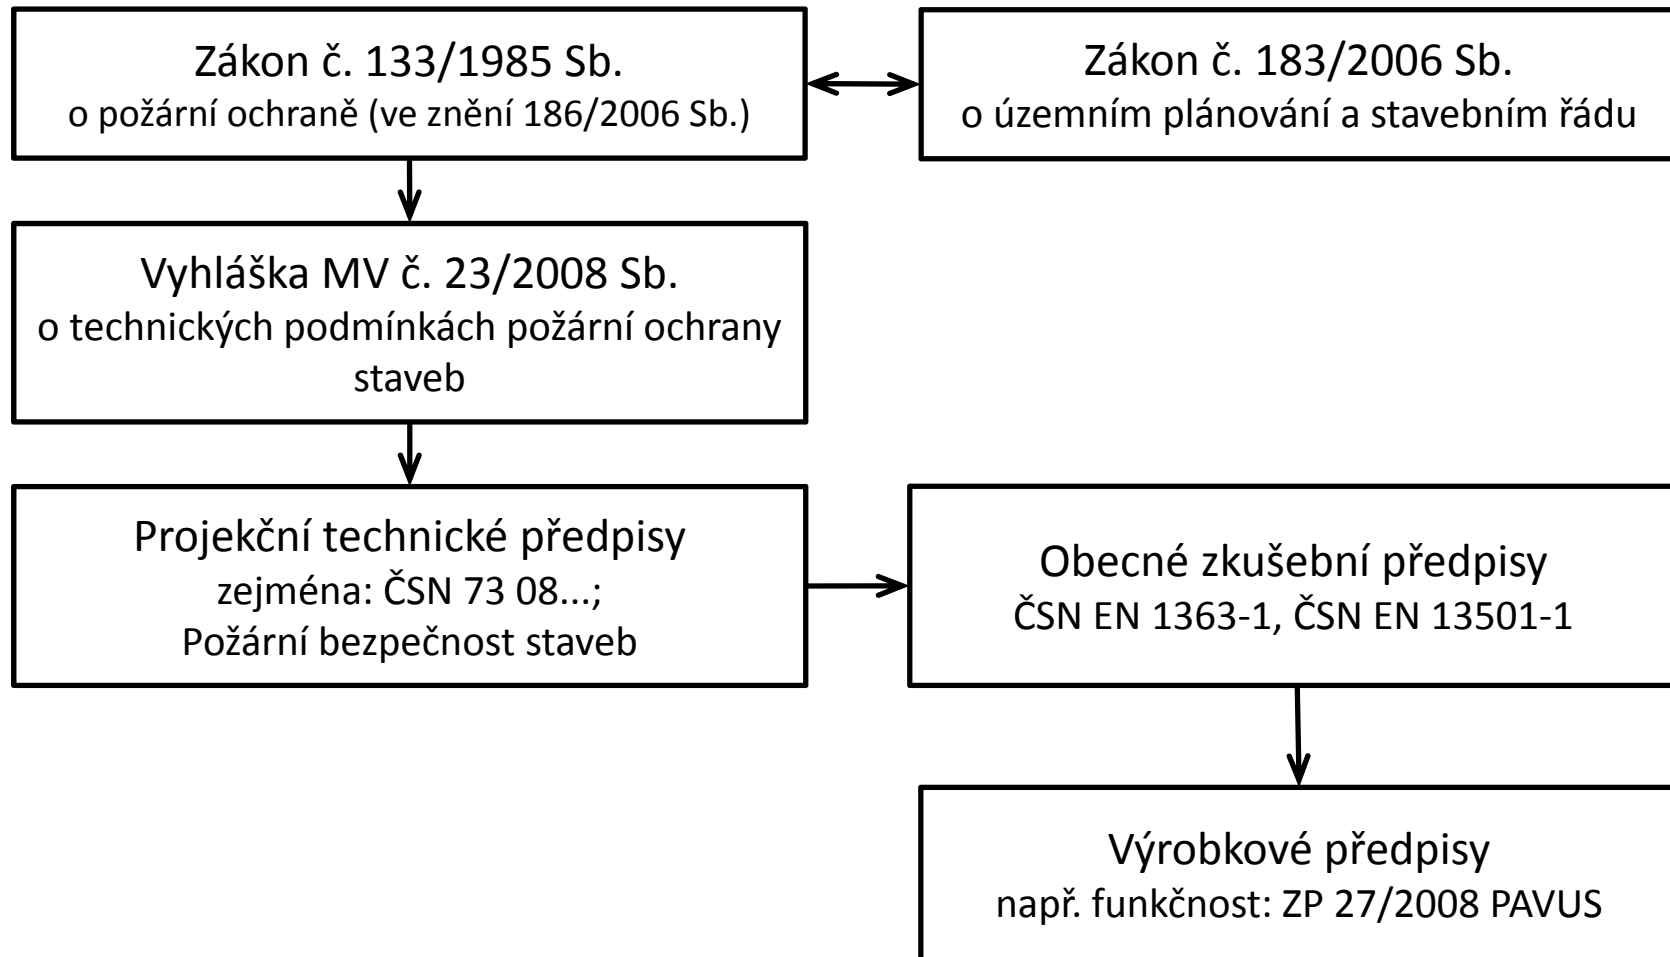 Zákon č. 133/1985 Sb.
o požární ochraně (ve znění 186/2006 Sb.)
Zákon č. 183/2006 Sb.
o územním plánování a stavebním řádu
Vyhláška MV č. 23/2008 Sb.
o technických podmínkách požární ochrany
staveb
Projekční technické předpisy
zejména: ČSN 73 08...;
Požární bezpečnost staveb
Obecné zkušební předpisy
ČSN EN 1363-1, ČSN EN 13501-1
Výrobkové předpisy
např. funkčnost: ZP 27/2008 PAVUS